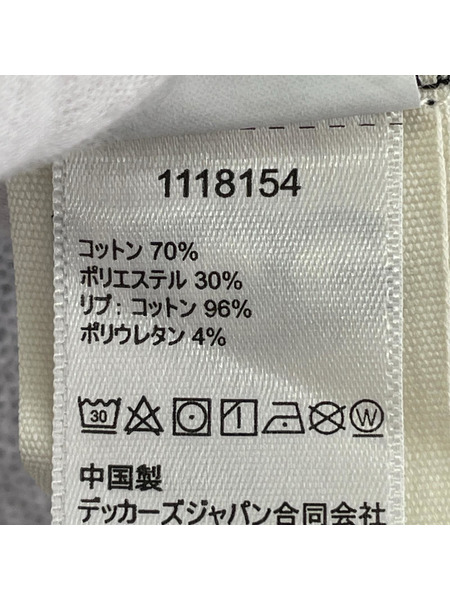 1118154
コットン 70%
ポリエステル 30%
リブ: コットン 96%
ポリウレタン 4%
30 W
中国製
デッカーズジャパン合同会社